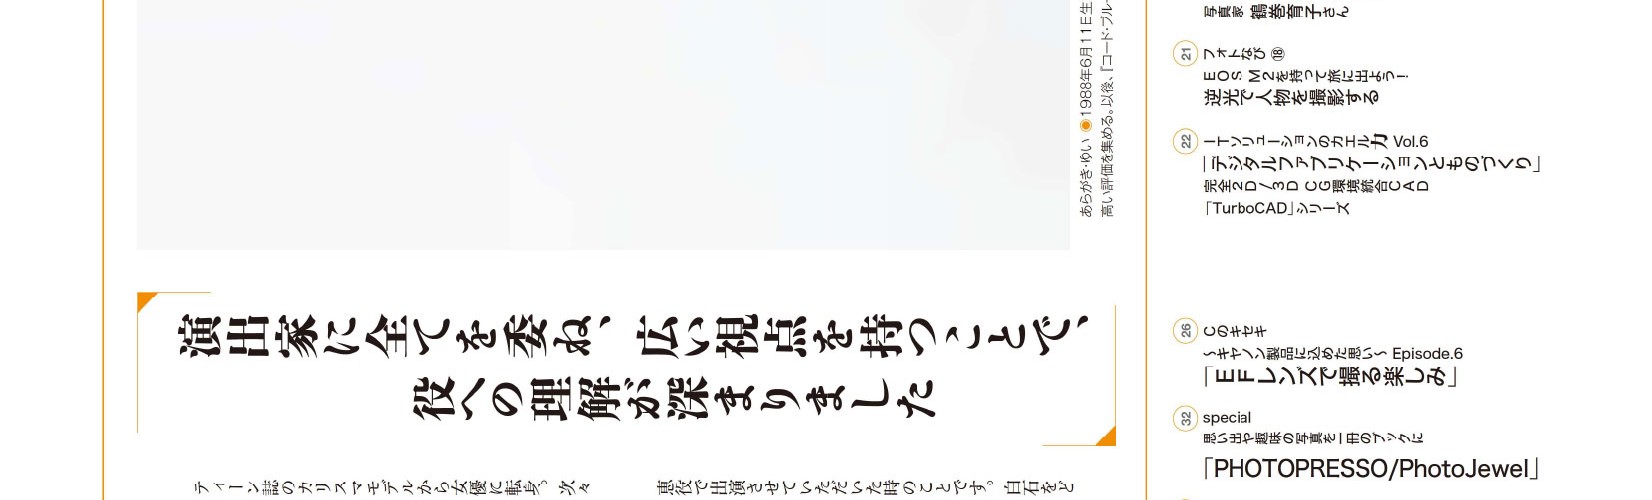 あらがき・ゆい ◉1988年6月11日生
高い評価を集める。以後、『コード・ブルー
演出家に全てを委ね、広い視点を持つことで、
役への理解が深まりました
ティーン誌のカリスマモデルから女優に転身。次々
悪役で出演させていただいた時のことです。白石をど
写真家 鶴巻育子さん
21 フォトなび ⑱
EOS M2を持って旅に出よう!
逆光で人物を撮影する
22 ITソリューションのカエル力 Vol.6
「デジタルファブリケーションとものづくり」
完全2D/3D CG環境統合CAD
「TurboCAD」シリーズ
26 Cのキセキ
〜キヤノン製品に込めた思い〜 Episode.6
「EFレンズで撮る楽しみ」
32 special
思い出や趣味の写真を一冊のブックに
「PHOTOPRESSO/PhotoJewel」